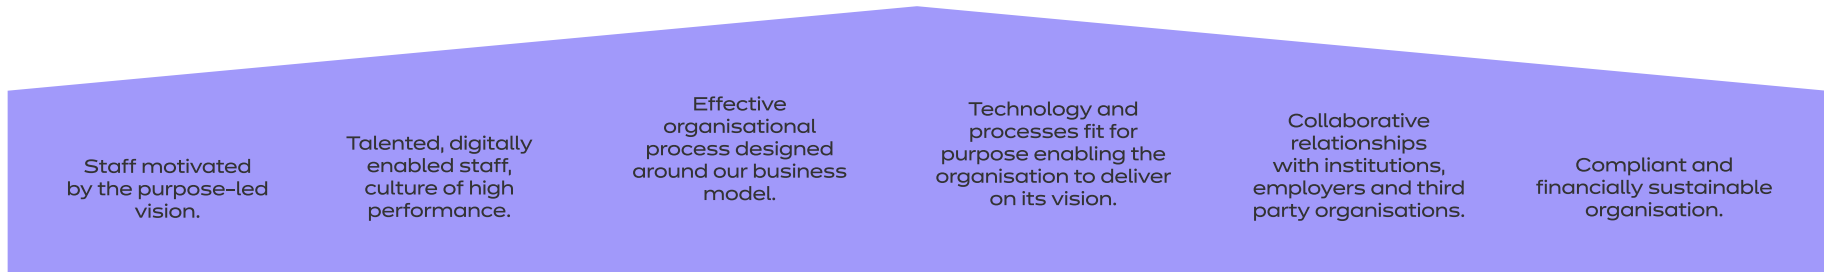 Staff motivated
by the purpose-led
vision.
Talented, digitally
enabled staff,
culture of high
performance.
Effective
organisational
process designed
around our business
model.
Technology and
processes fit for
purpose enabling the
organisation to deliver
on its vision.
Collaborative
relationships
with institutions,
employers and third
party organisations.
Compliant and
financially sustainable
organisation.